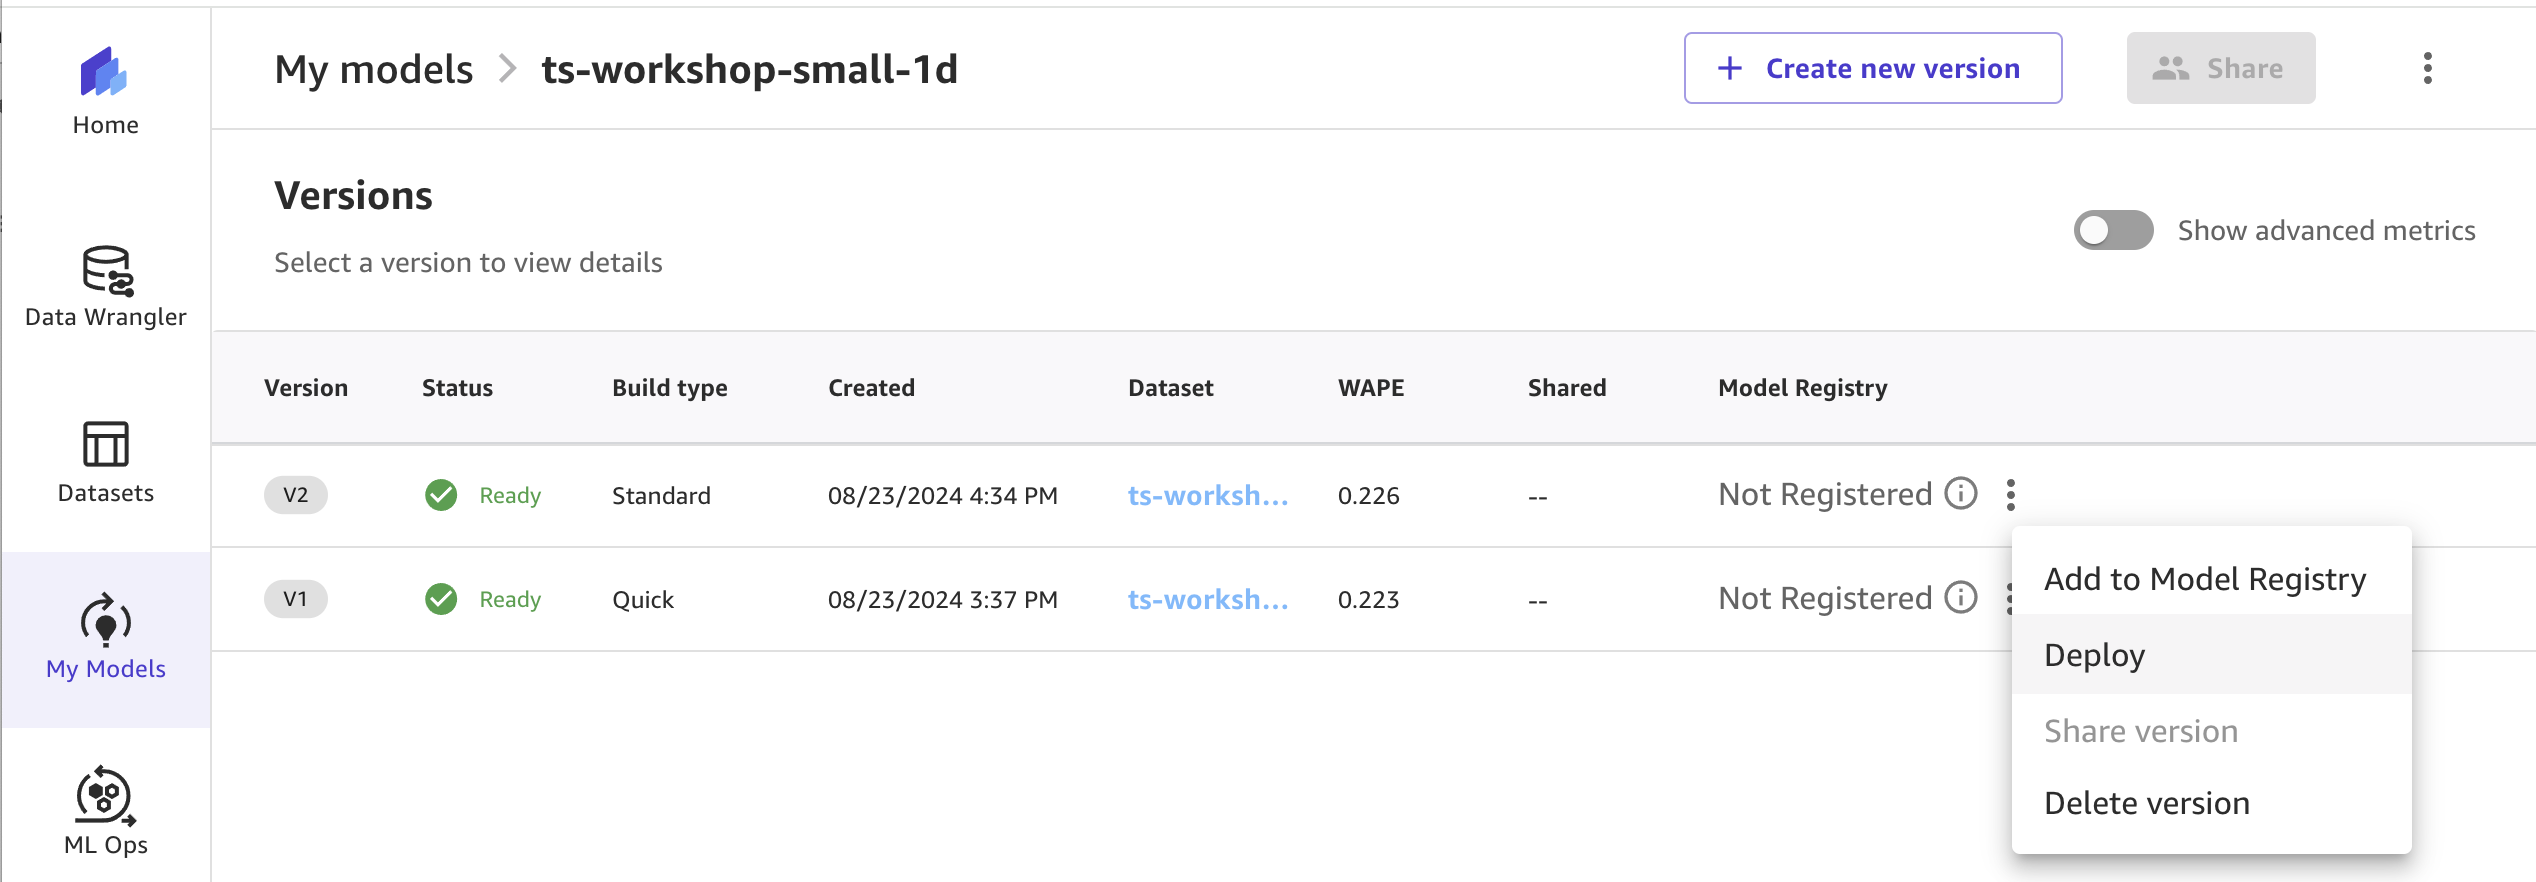 My models > ts-workshop-small-1d
+ Create new version
Share
Home
Data Wrangler
Datasets
My Models
ML Ops
Versions
Select a version to view details
Show advanced metrics
Version Status Build type Created Dataset WAPE Shared Model Registry
V2 Ready Standard 08/23/2024 4:34 PM ts-worksh... 0.226 -- Not Registered
V1 Ready Quick 08/23/2024 3:37 PM ts-worksh... 0.223 -- Not Registered
Add to Model Registry
Deploy
Share version
Delete version